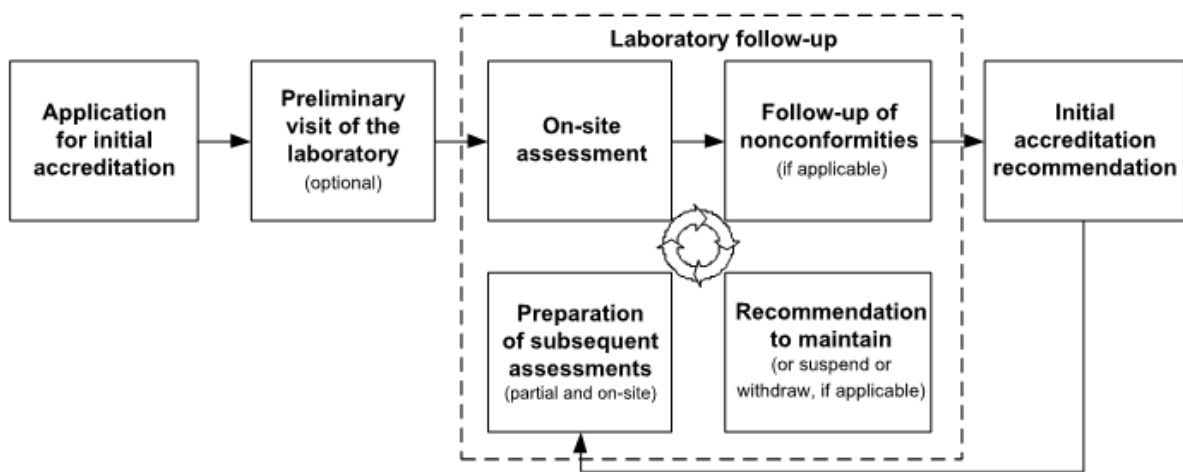 Laboratory follow-up
Application
for initial
accreditation
Preliminary
visit of the
laboratory
(optional)
On-site
assessment
Follow-up of
nonconformities
(if applicable)
Initial
accreditation
recommendation
Preparation
of subsequent
assessments
(partial and on-site)
Recommendation
to maintain
(or suspend or
withdraw, if applicable)